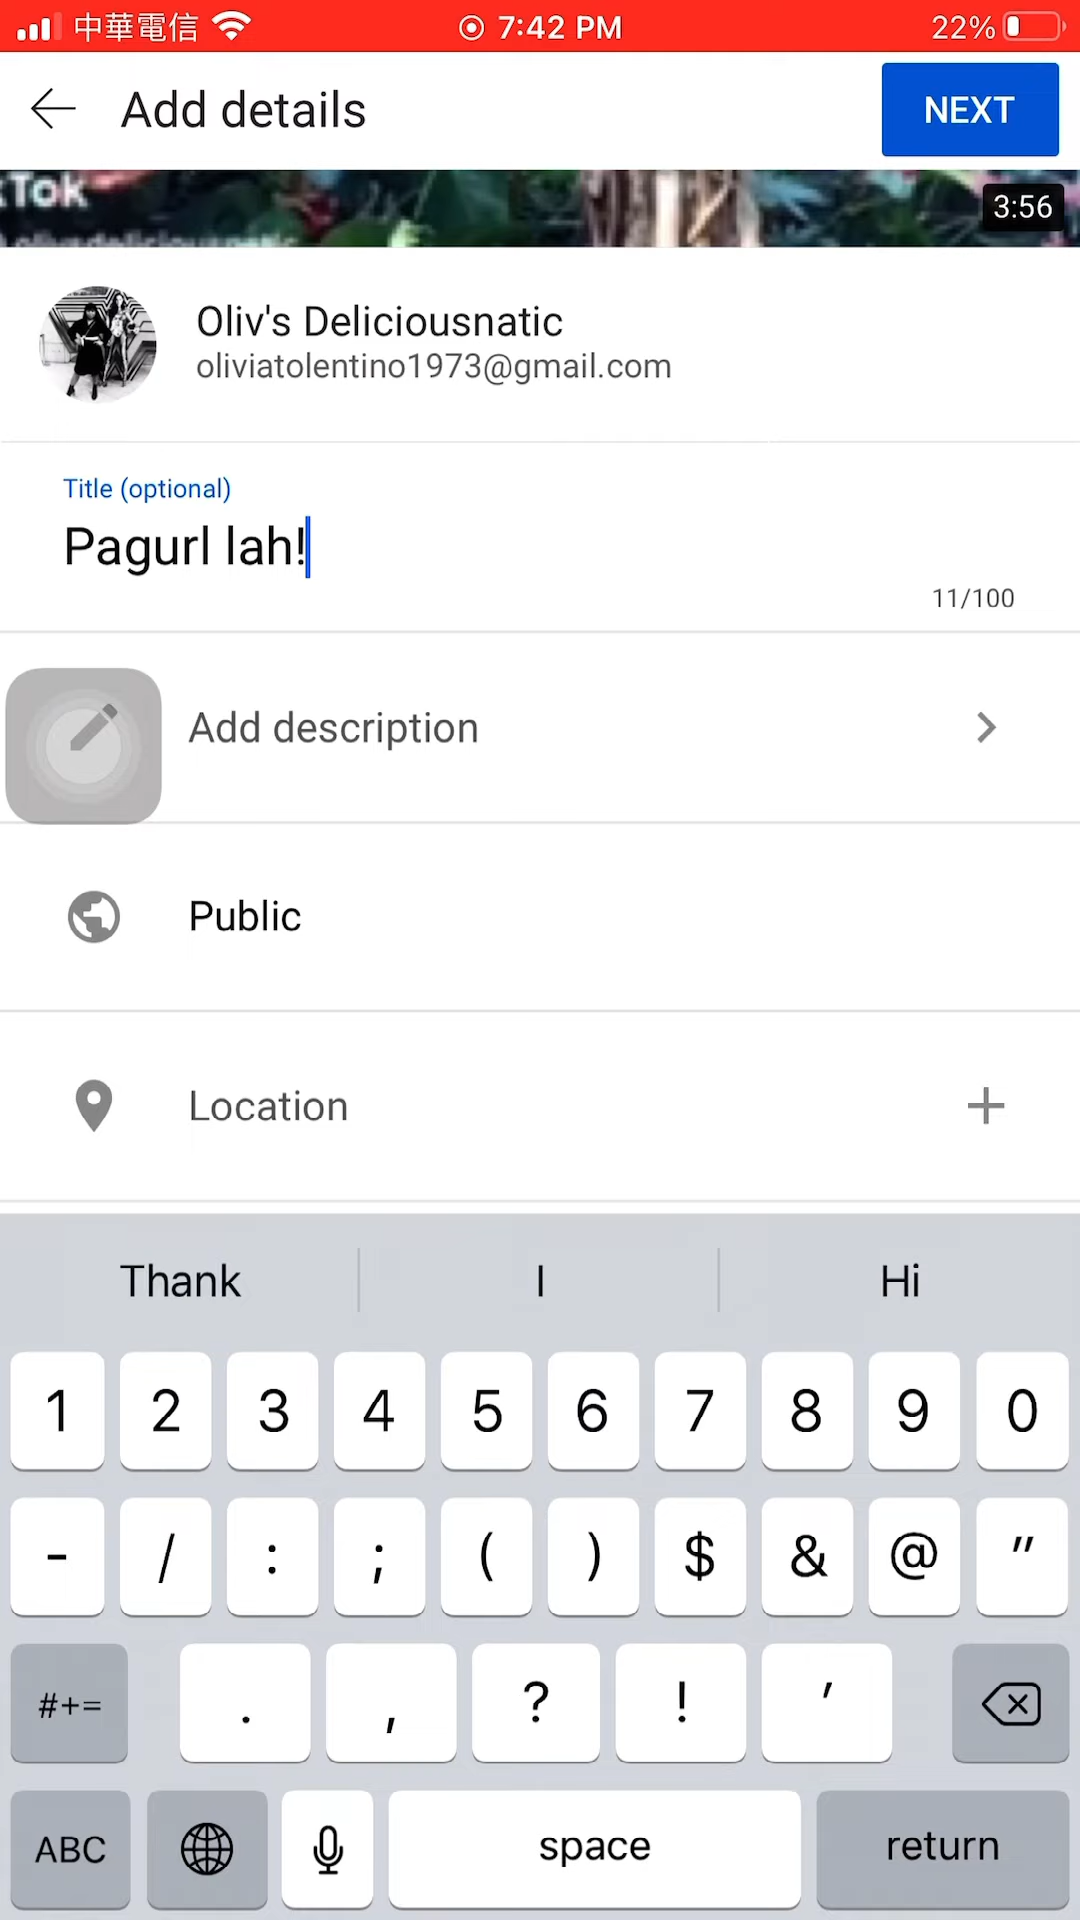 中華電信 7:42 PM 22%
Add details NEXT
kTok 3:56
Oliv's Deliciousnatic
oliviatolentino1973@gmail.com
Title (optional)
Pagurl lah!
11/100
Add description
Public
Location
Thank I Hi
1 2 3 4 5 6 7 8 9 0
- / : ; ( ) $ & @ "
#+= . , ? ! '
ABC space return